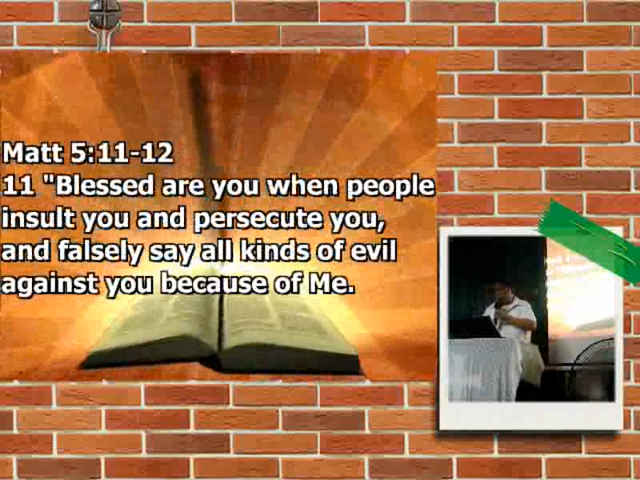 Matt 5:11-12
11 "Blessed are you when people
insult you and persecute you,
and falsely say all kinds of evil
against you because of Me.